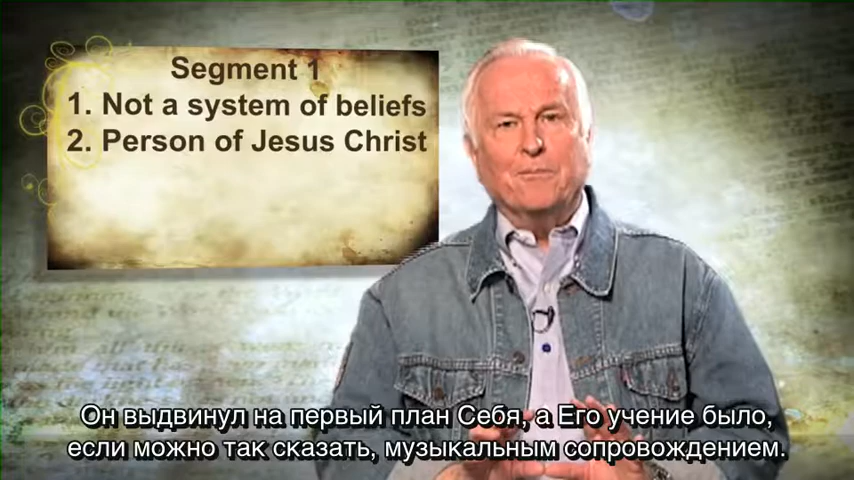 Segment 1
1. Not a system of beliefs
2. Person of Jesus Christ
Он выдвинул на первый план Себя, а Его учение было,
если можно так сказать, музыкальным сопровождением.